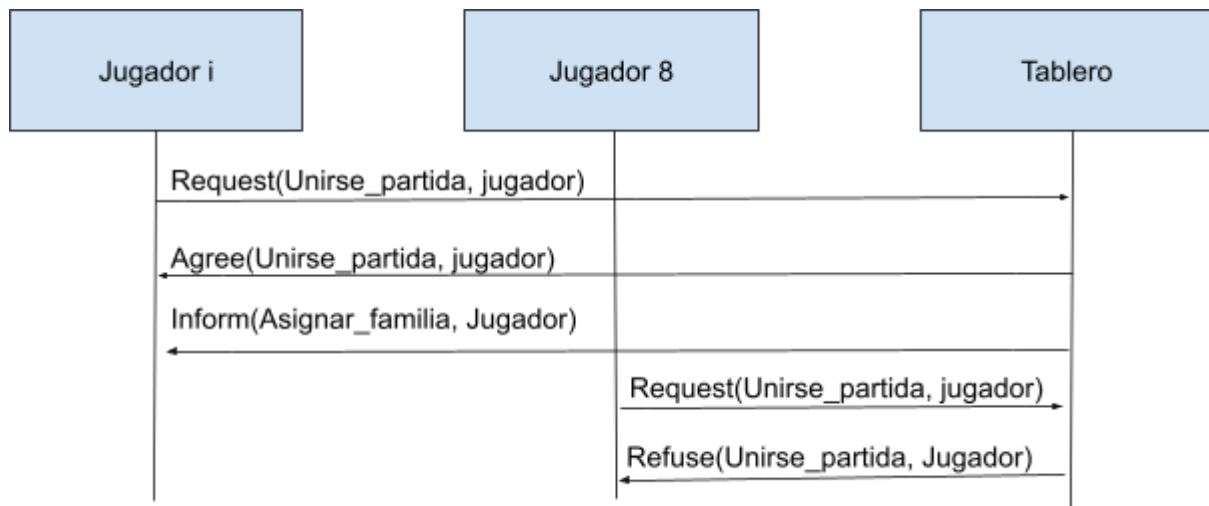 Jugador i
Jugador 8
Tablero
Request(Unirse_partida, jugador)
Agree(Unirse_partida, jugador)
Inform(Asignar_familia, Jugador)
Request(Unirse_partida, jugador)
Refuse(Unirse_partida, Jugador)